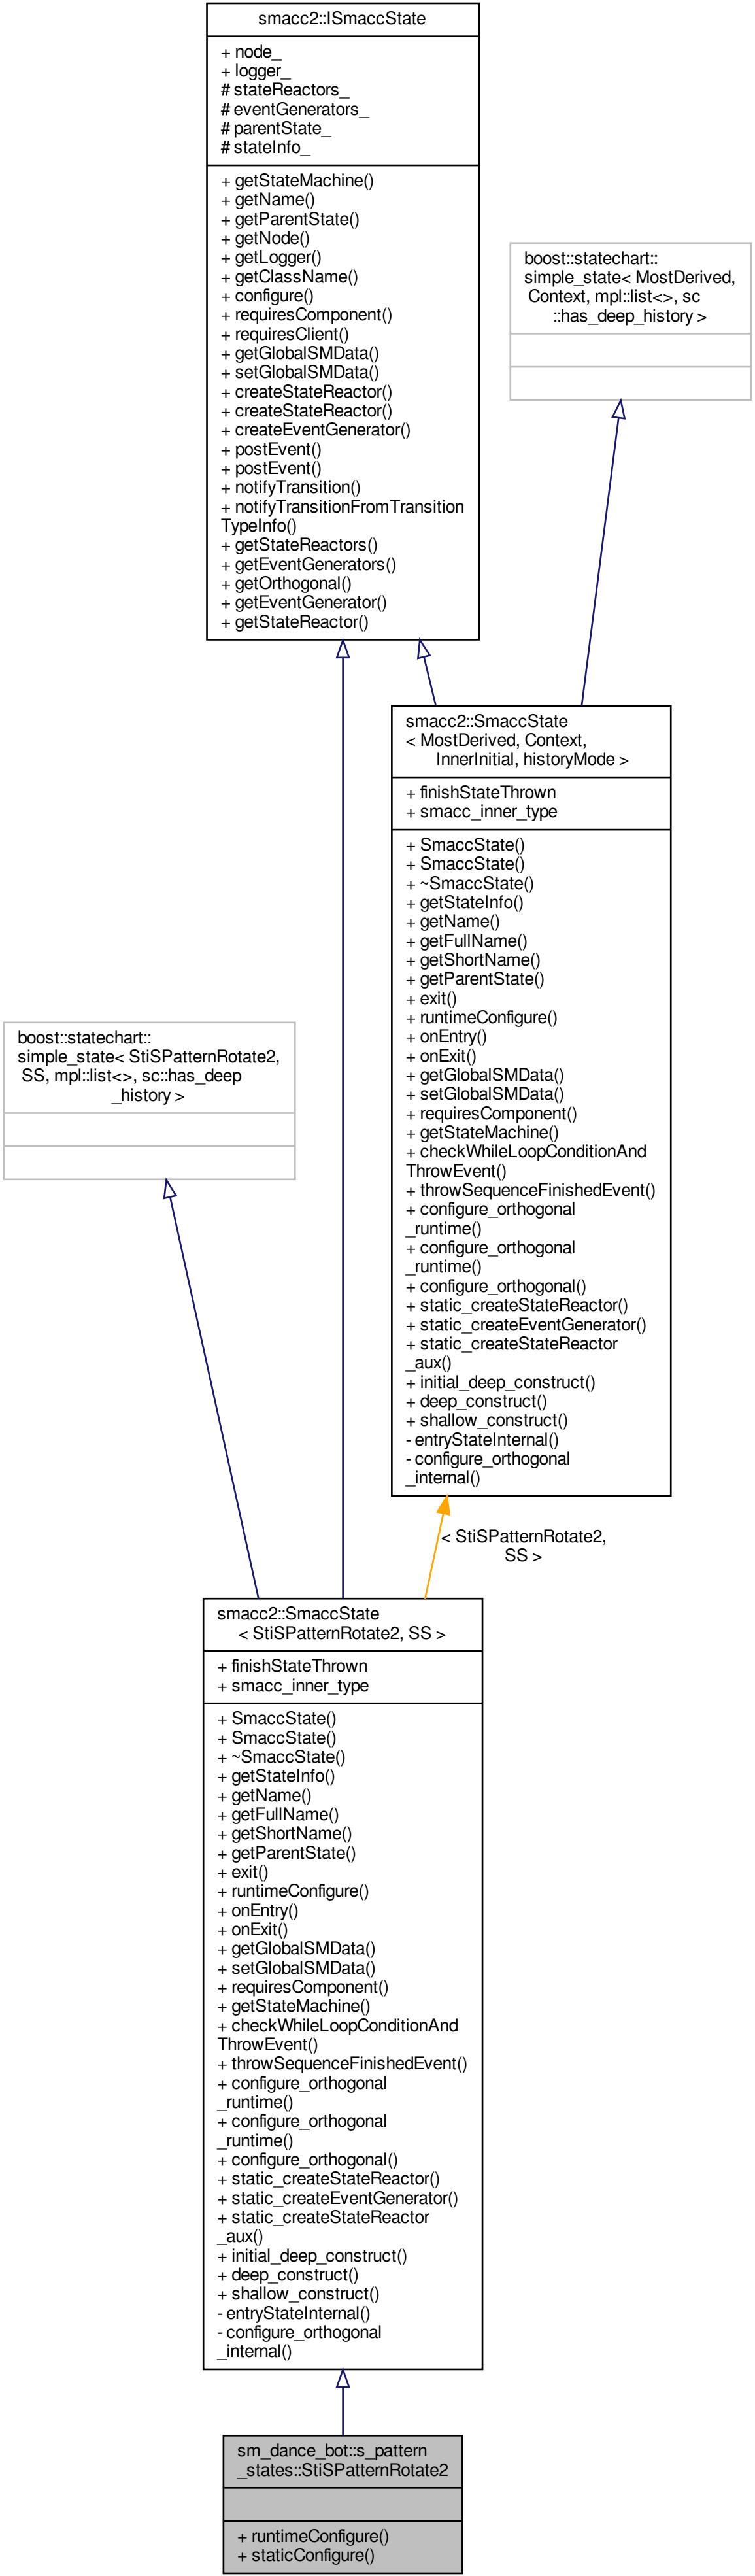 smacc2::ISmaccState
+ node_
+ logger_
# stateReactors_
# eventGenerators_
# parentState_
# stateInfo_
+ getStateMachine()
+ getName()
+ getParentState()
+ getNode()
+ getLogger()
+ getClassName()
+ configure()
+ requiresComponent()
+ requiresClient()
+ getGlobalSMData()
+ setGlobalSMData()
+ createStateReactor()
+ createStateReactor()
+ createEventGenerator()
+ postEvent()
+ postEvent()
+ notifyTransition()
+ notifyTransitionFromTransition
TypeInfo()
+ getStateReactors()
+ getEventGenerators()
+ getOrthogonal()
+ getEventGenerator()
+ getStateReactor()
boost::statechart::
simple_state< MostDerived,
Context, mpl::list<>, sc
::has_deep_history >
smacc2::SmaccState
< MostDerived, Context,
InnerInitial, historyMode >
+ finishStateThrown
+ smacc_inner_type
+ SmaccState()
+ SmaccState()
+ ~SmaccState()
+ getStateInfo()
+ getName()
+ getFullName()
+ getShortName()
+ getParentState()
+ exit()
+ runtimeConfigure()
+ onEntry()
+ onExit()
+ getGlobalSMData()
+ setGlobalSMData()
+ requiresComponent()
+ getStateMachine()
+ checkWhileLoopConditionAnd
ThrowEvent()
+ throwSequenceFinishedEvent()
+ configure_orthogonal
_runtime()
+ configure_orthogonal
_runtime()
+ configure_orthogonal()
+ static_createStateReactor()
+ static_createEventGenerator()
+ static_createStateReactor
_aux()
+ initial_deep_construct()
+ deep_construct()
+ shallow_construct()
- entryStateInternal()
- configure_orthogonal
_internal()
boost::statechart::
simple_state< StiSPatternRotate2,
SS, mpl::list<>, sc::has_deep
_history >
< StiSPatternRotate2,
SS >
smacc2::SmaccState
< StiSPatternRotate2, SS >
+ finishStateThrown
+ smacc_inner_type
+ SmaccState()
+ SmaccState()
+ ~SmaccState()
+ getStateInfo()
+ getName()
+ getFullName()
+ getShortName()
+ getParentState()
+ exit()
+ runtimeConfigure()
+ onEntry()
+ onExit()
+ getGlobalSMData()
+ setGlobalSMData()
+ requiresComponent()
+ getStateMachine()
+ checkWhileLoopConditionAnd
ThrowEvent()
+ throwSequenceFinishedEvent()
+ configure_orthogonal
_runtime()
+ configure_orthogonal
_runtime()
+ configure_orthogonal()
+ static_createStateReactor()
+ static_createEventGenerator()
+ static_createStateReactor
_aux()
+ initial_deep_construct()
+ deep_construct()
+ shallow_construct()
- entryStateInternal()
- configure_orthogonal
_internal()
sm_dance_bot::s_pattern
_states::StiSPatternRotate2
+ runtimeConfigure()
+ staticConfigure()